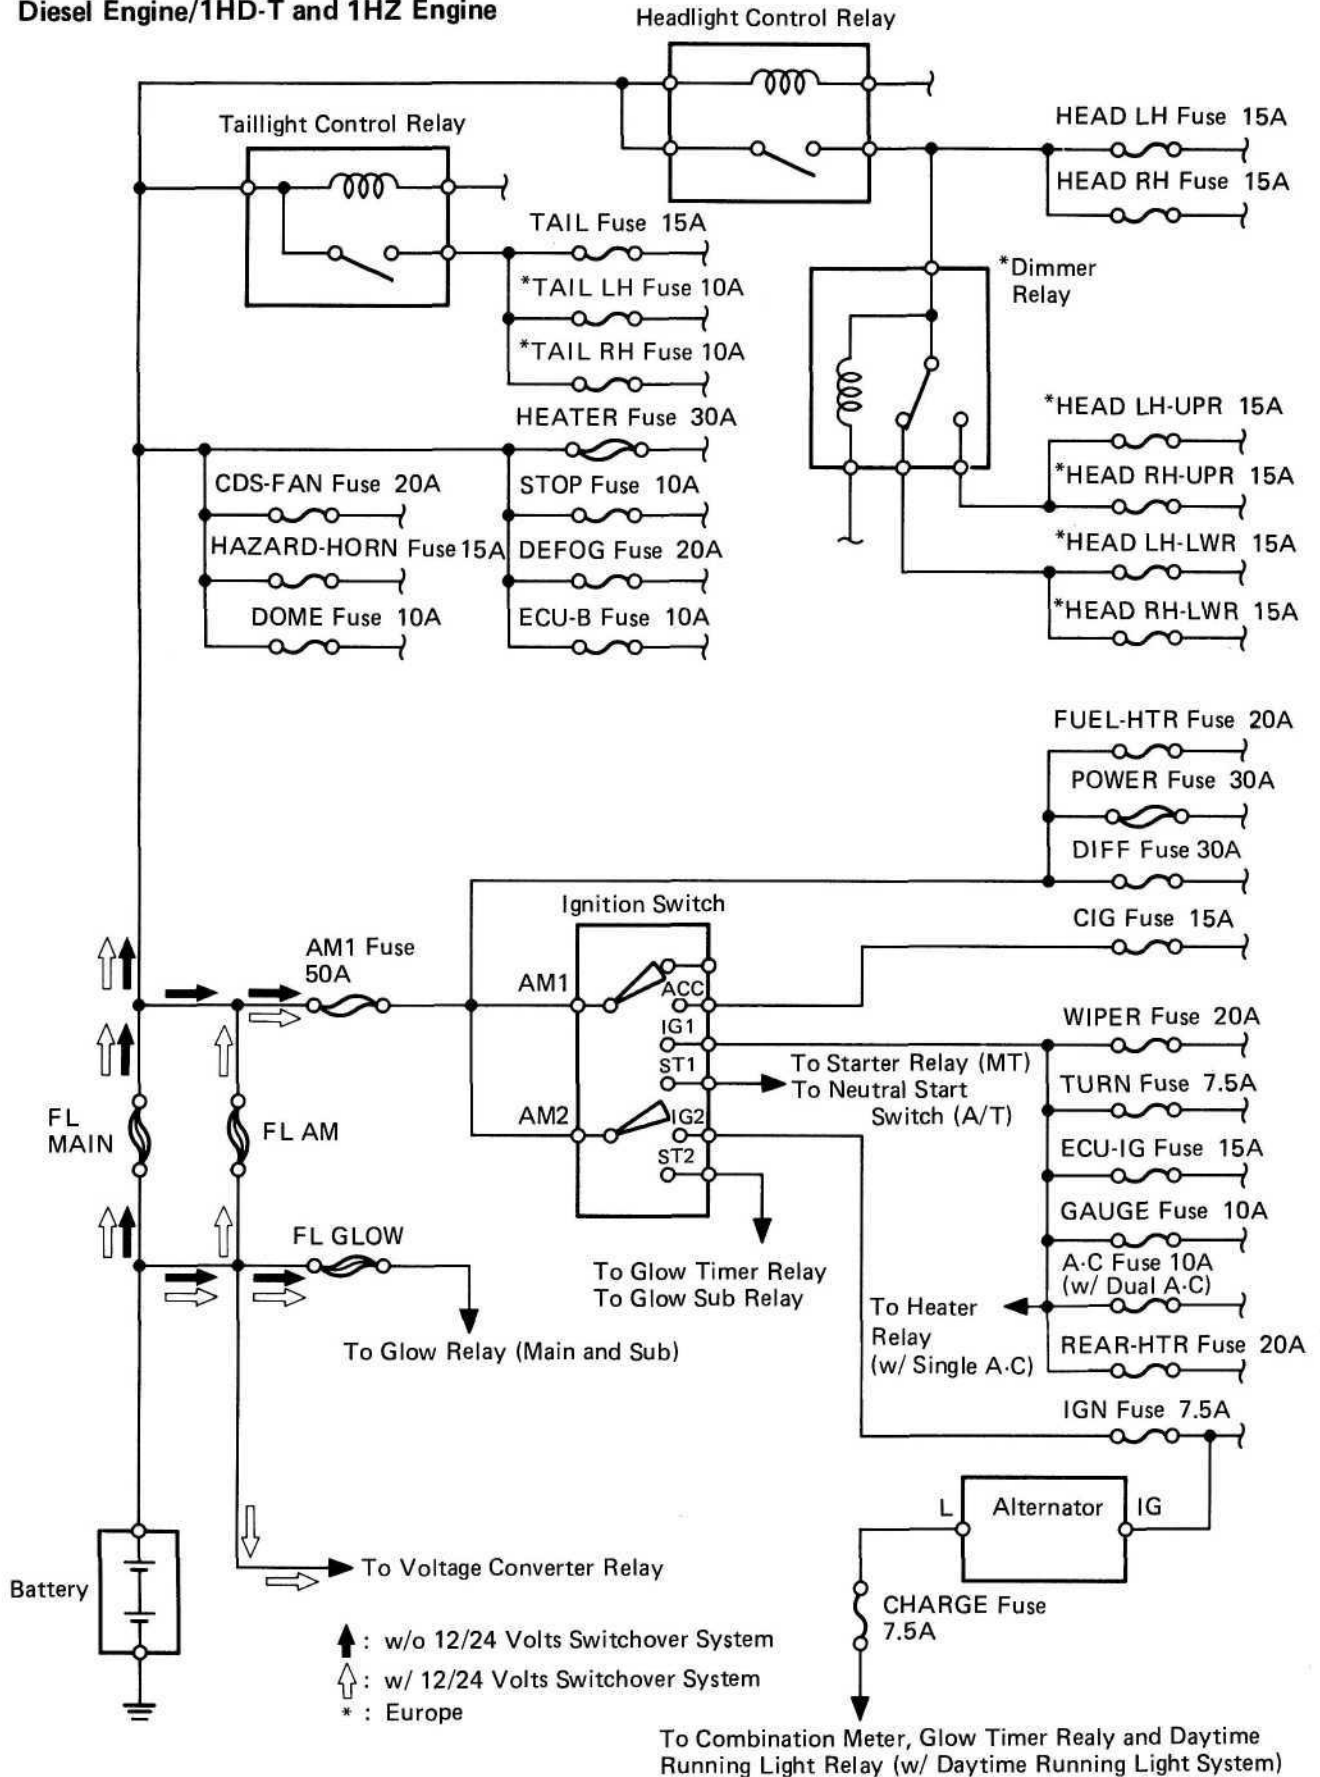 Diesel Engine/1HD-T and 1HZ Engine
Headlight Control Relay
Taillight Control Relay
HEAD LH Fuse 15A
HEAD RH Fuse 15A
TAIL Fuse 15A
*TAIL LH Fuse 10A
*TAIL RH Fuse 10A
*Dimmer
Relay
HEATER Fuse 30A
CDS-FAN Fuse 20A
STOP Fuse 10A
HAZARD-HORN Fuse 15A
DEFOG Fuse 20A
DOME Fuse 10A
ECU-B Fuse 10A
*HEAD LH-UPR 15A
*HEAD RH-UPR 15A
*HEAD LH-LWR 15A
*HEAD RH-LWR 15A
FUEL-HTR Fuse 20A
POWER Fuse 30A
DIFF Fuse 30A
CIG Fuse 15A
Ignition Switch
AM1 Fuse
50A
AM1
ACC
IG1
ST1
AM2
IG2
ST2
To Starter Relay (MT)
To Neutral Start
Switch (A/T)
WIPER Fuse 20A
TURN Fuse 7.5A
ECU-IG Fuse 15A
GAUGE Fuse 10A
A·C Fuse 10A
(w/ Dual A·C)
REAR-HTR Fuse 20A
IGN Fuse 7.5A
FL
MAIN
FL AM
FL GLOW
To Glow Timer Relay
To Glow Sub Relay
To Heater
Relay
(w/ Single A·C)
To Glow Relay (Main and Sub)
L
Alternator
IG
Battery
To Voltage Converter Relay
CHARGE Fuse
7.5A
: w/o 12/24 Volts Switchover System
: w/ 12/24 Volts Switchover System
* : Europe
To Combination Meter, Glow Timer Realy and Daytime
Running Light Relay (w/ Daytime Running Light System)